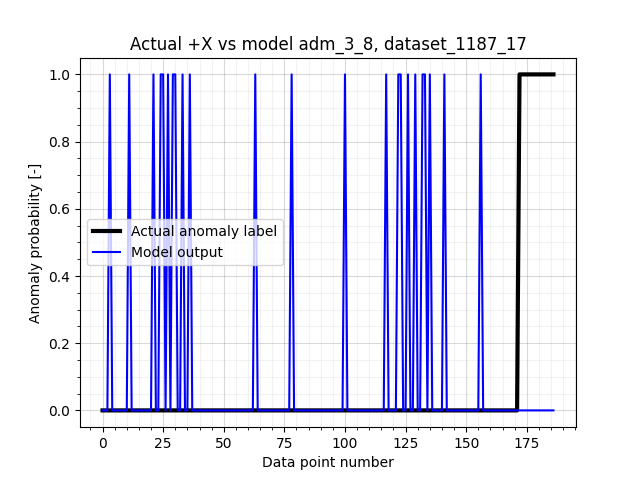 Actual +X vs model adm_3_8, dataset_1187_17
Anomaly probability [-]
1.0
0.8
0.6
0.4
0.2
0.0
Actual anomaly label
Model output
0 25 50 75 100 125 150 175
Data point number